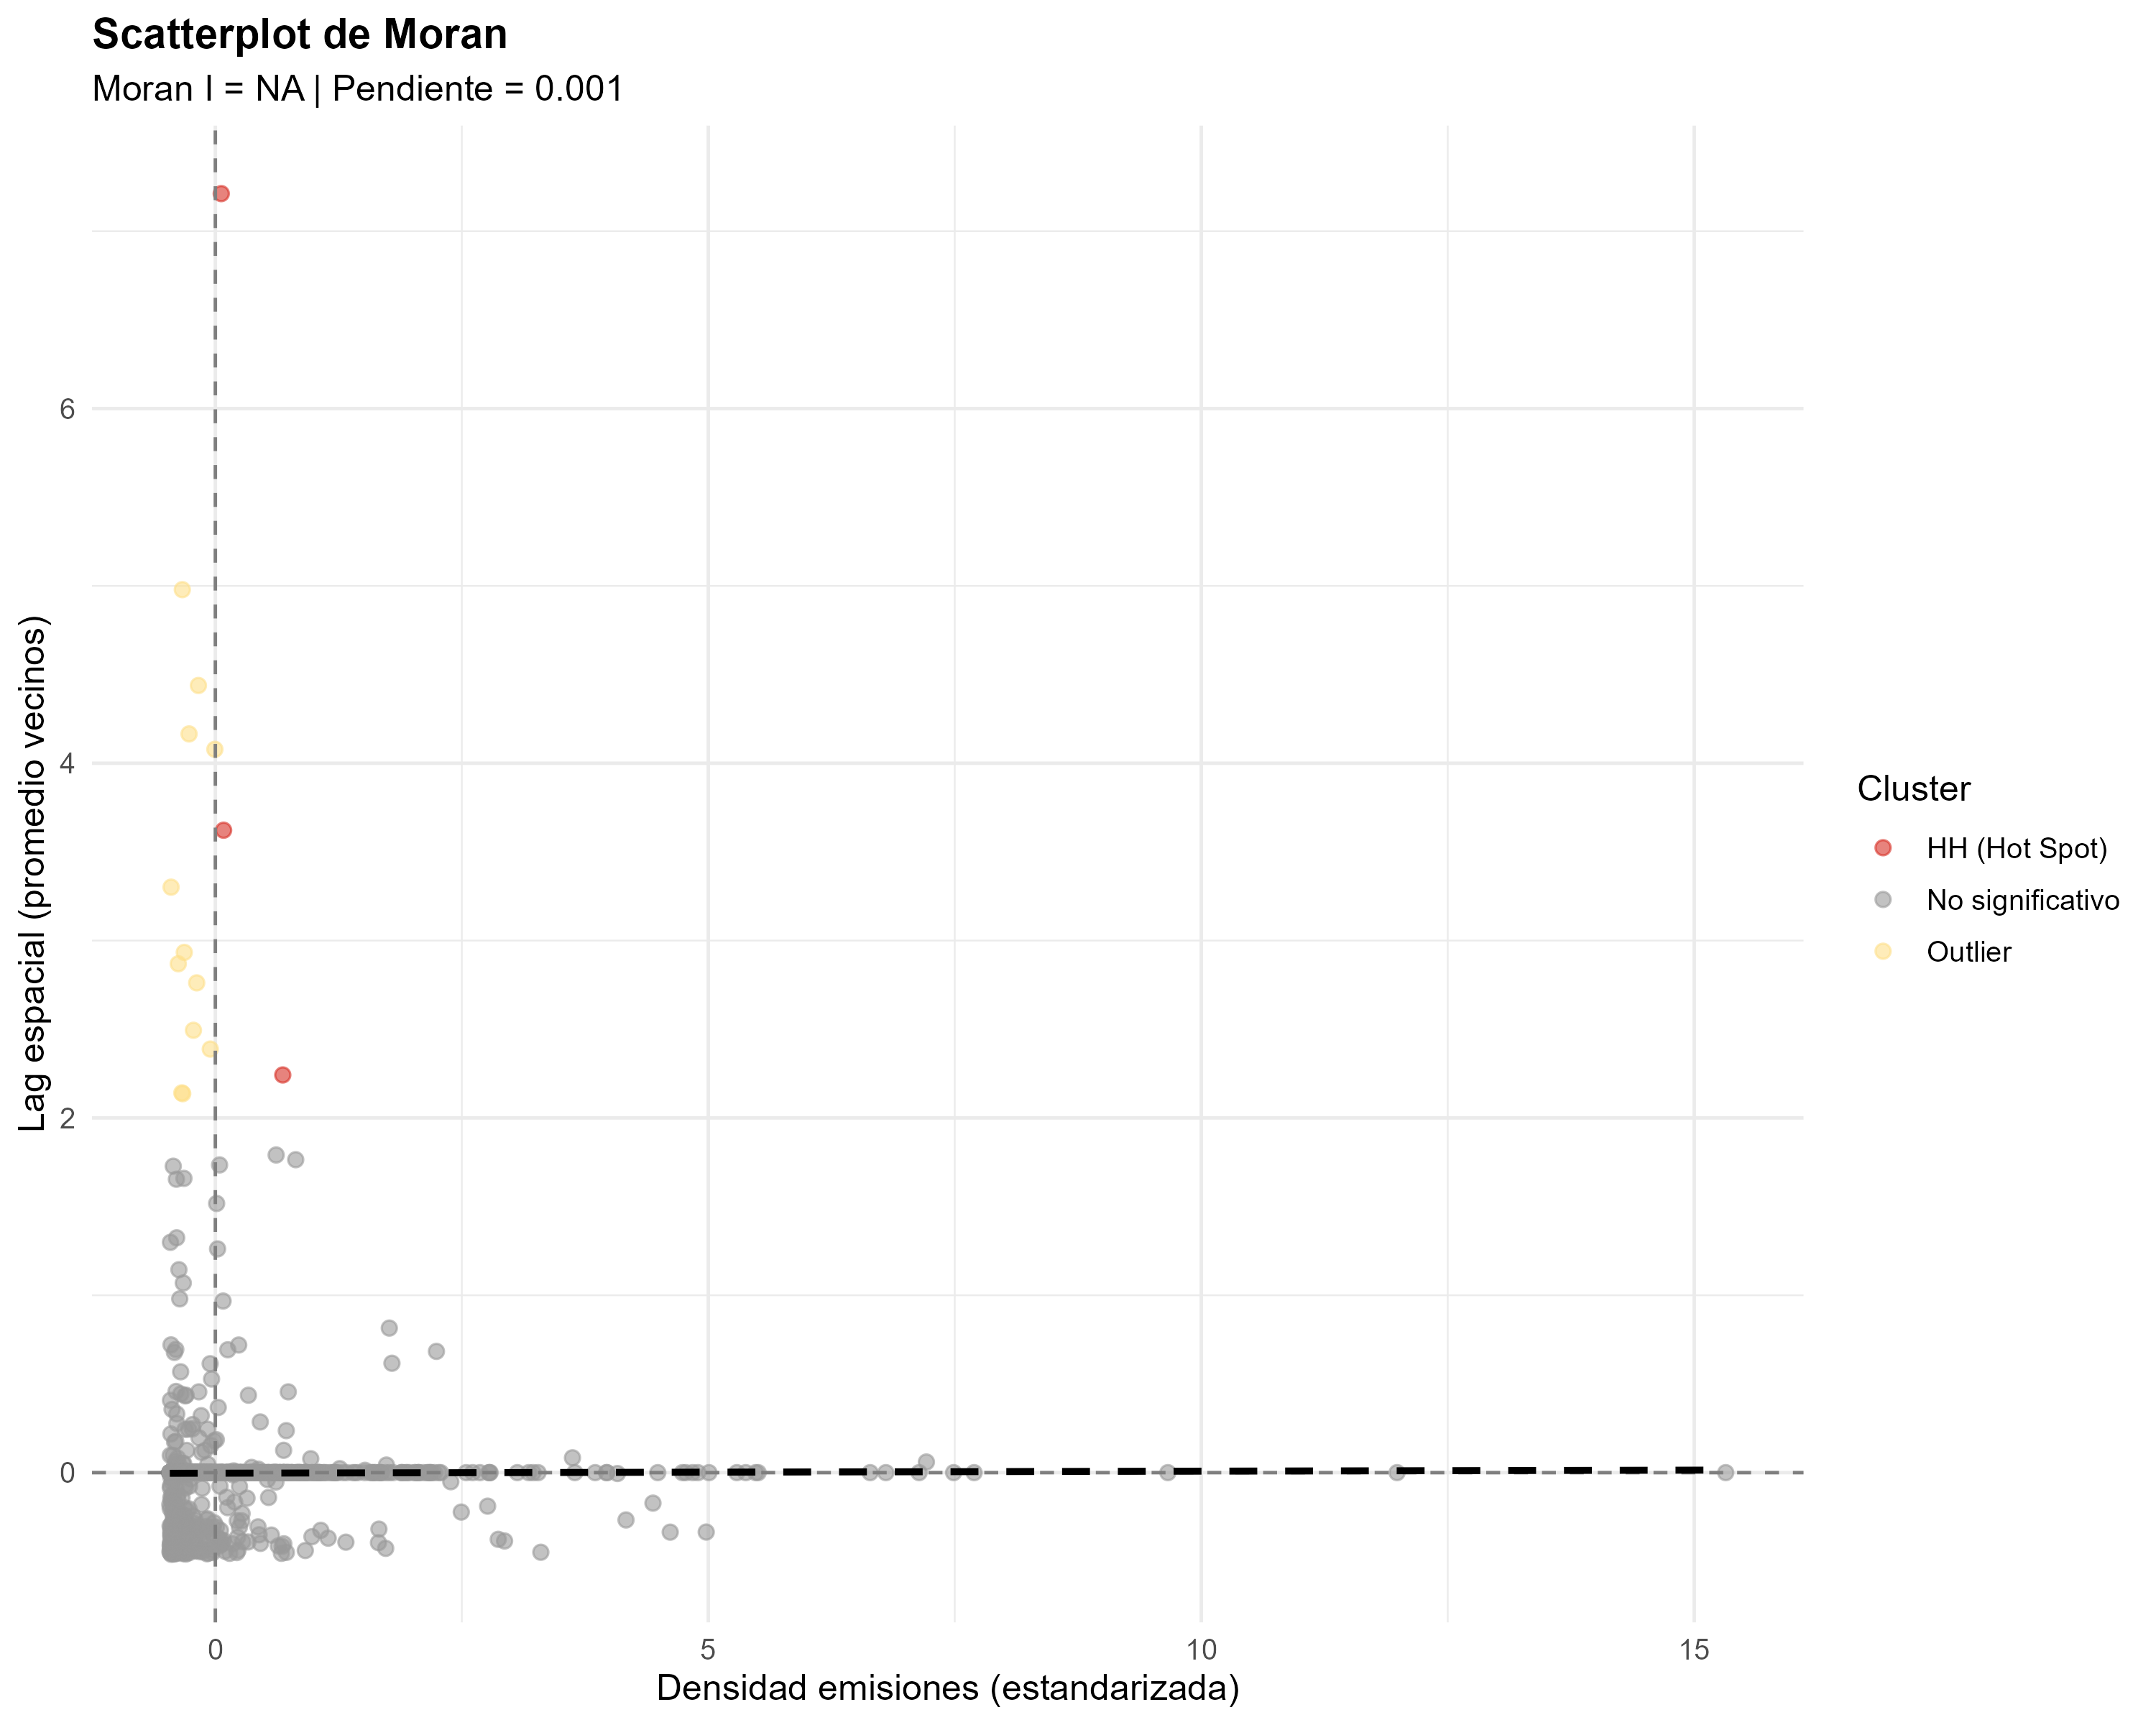 Scatterplot de Moran
Moran I = NA | Pendiente = 0.001
6
4
2
0
Lag espacial (promedio vecinos)
0
5
10
15
Densidad emisiones (estandarizada)
Cluster
HH (Hot Spot)
No significativo
Outlier